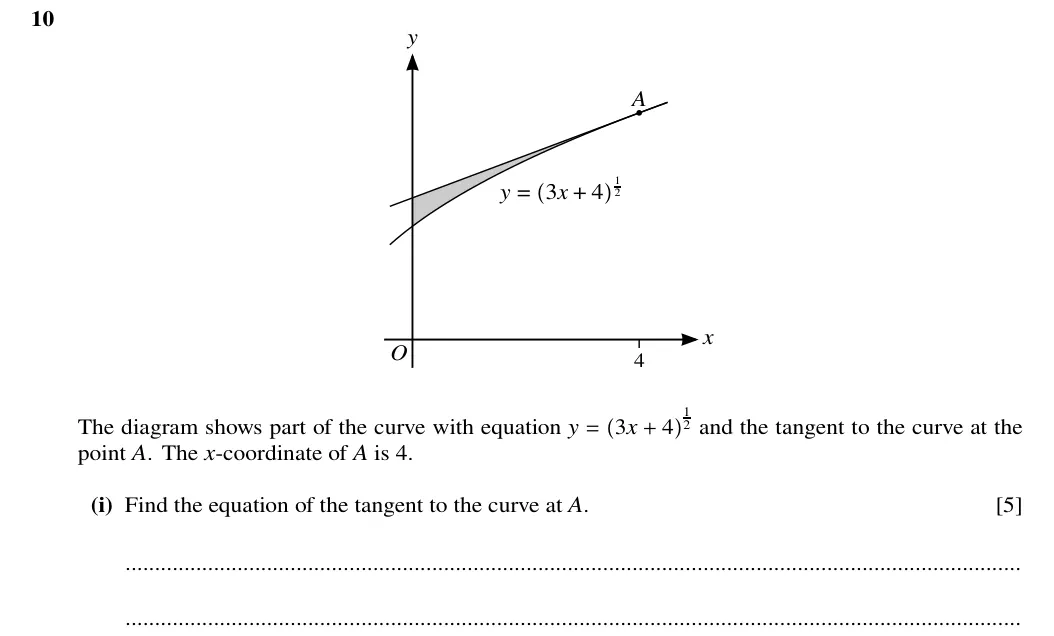 10
y
A
y = (3x + 4)^{1/2}
O
4
x
The diagram shows part of the curve with equation y = (3x + 4)^{1/2} and the tangent to the curve at the
point A. The x-coordinate of A is 4.
(i) Find the equation of the tangent to the curve at A. [5]
................................................................................
................................................................................